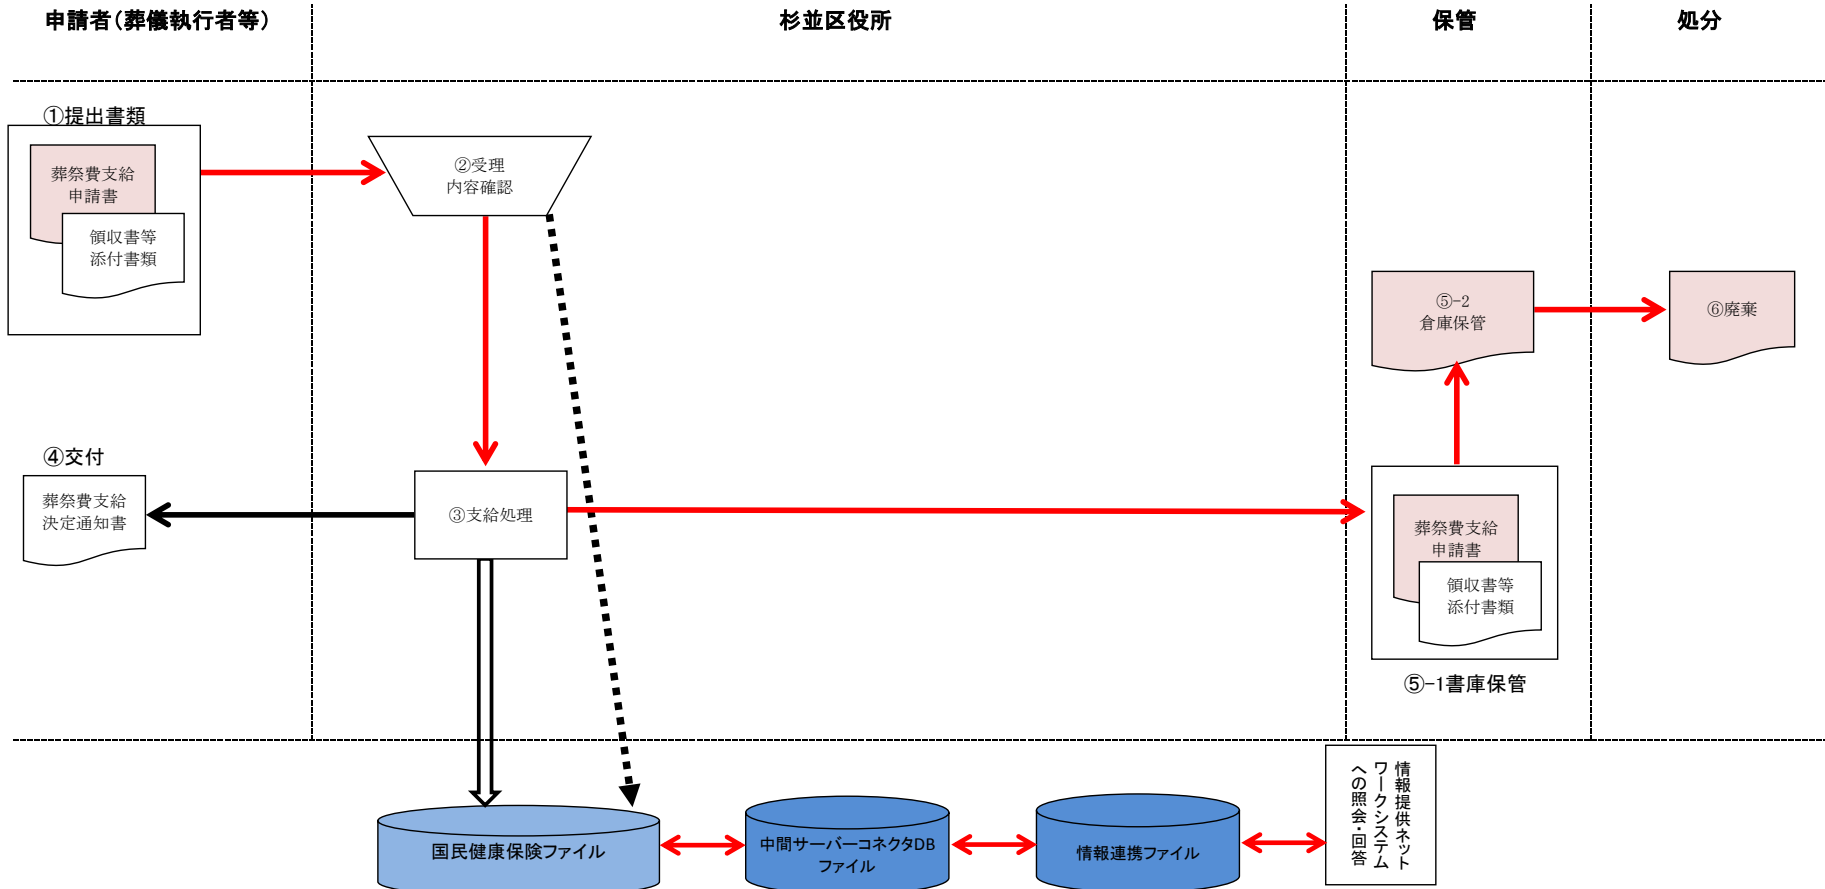 申請者（葬儀執行者等）
杉並区役所
保管
処分
①提出書類
葬祭費支給
申請書
領収書等
添付書類
②受理
内容確認
⑤-2
倉庫保管
⑥廃棄
④交付
葬祭費支給
決定通知書
③支給処理
葬祭費支給
申請書
領収書等
添付書類
⑤-1書庫保管
国民健康保険ファイル
中間サーバーコネクタDB
ファイル
情報連携ファイル
情報提供ネット
ワークシステム
への照会・回答